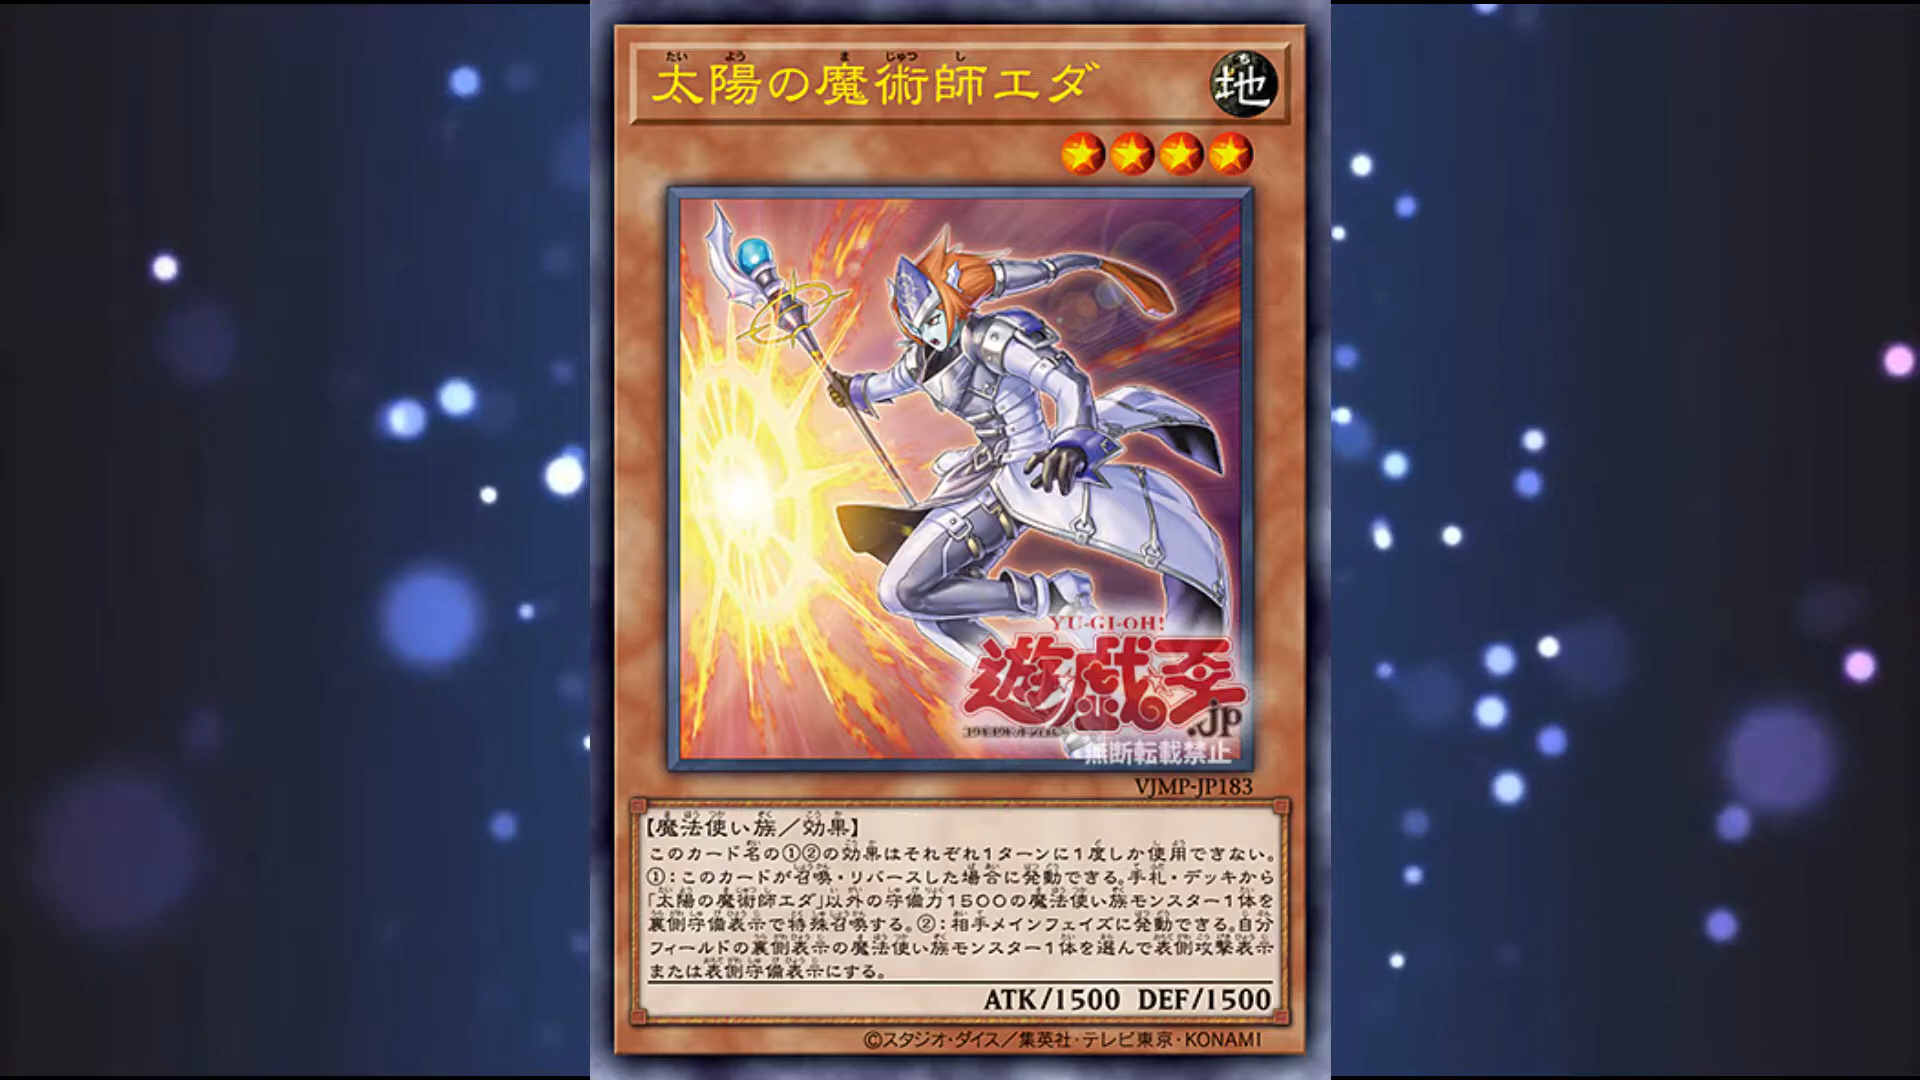 太陽の魔術師エダ
地
YU-GI-OH!
遊戯王.jp
無断転載禁止
VJMP-JP183
【魔法使い族／効果】
このカード名の①②の効果はそれぞれ1ターンに1度しか使用できない。
①：このカードが召喚・リバースした場合に発動できる。手札・デッキから
「太陽の魔術師エダ」以外の守備力1500の魔法使い族モンスター1体を
裏側守備表示で特殊召喚する。②：相手メインフェイズに発動できる。自分
フィールドの裏側表示の魔法使い族モンスター1体を選んで表側攻撃表示
または表側守備表示にする。
ATK/1500 DEF/1500
©スタジオ・ダイス／集英社・テレビ東京・KONAMI